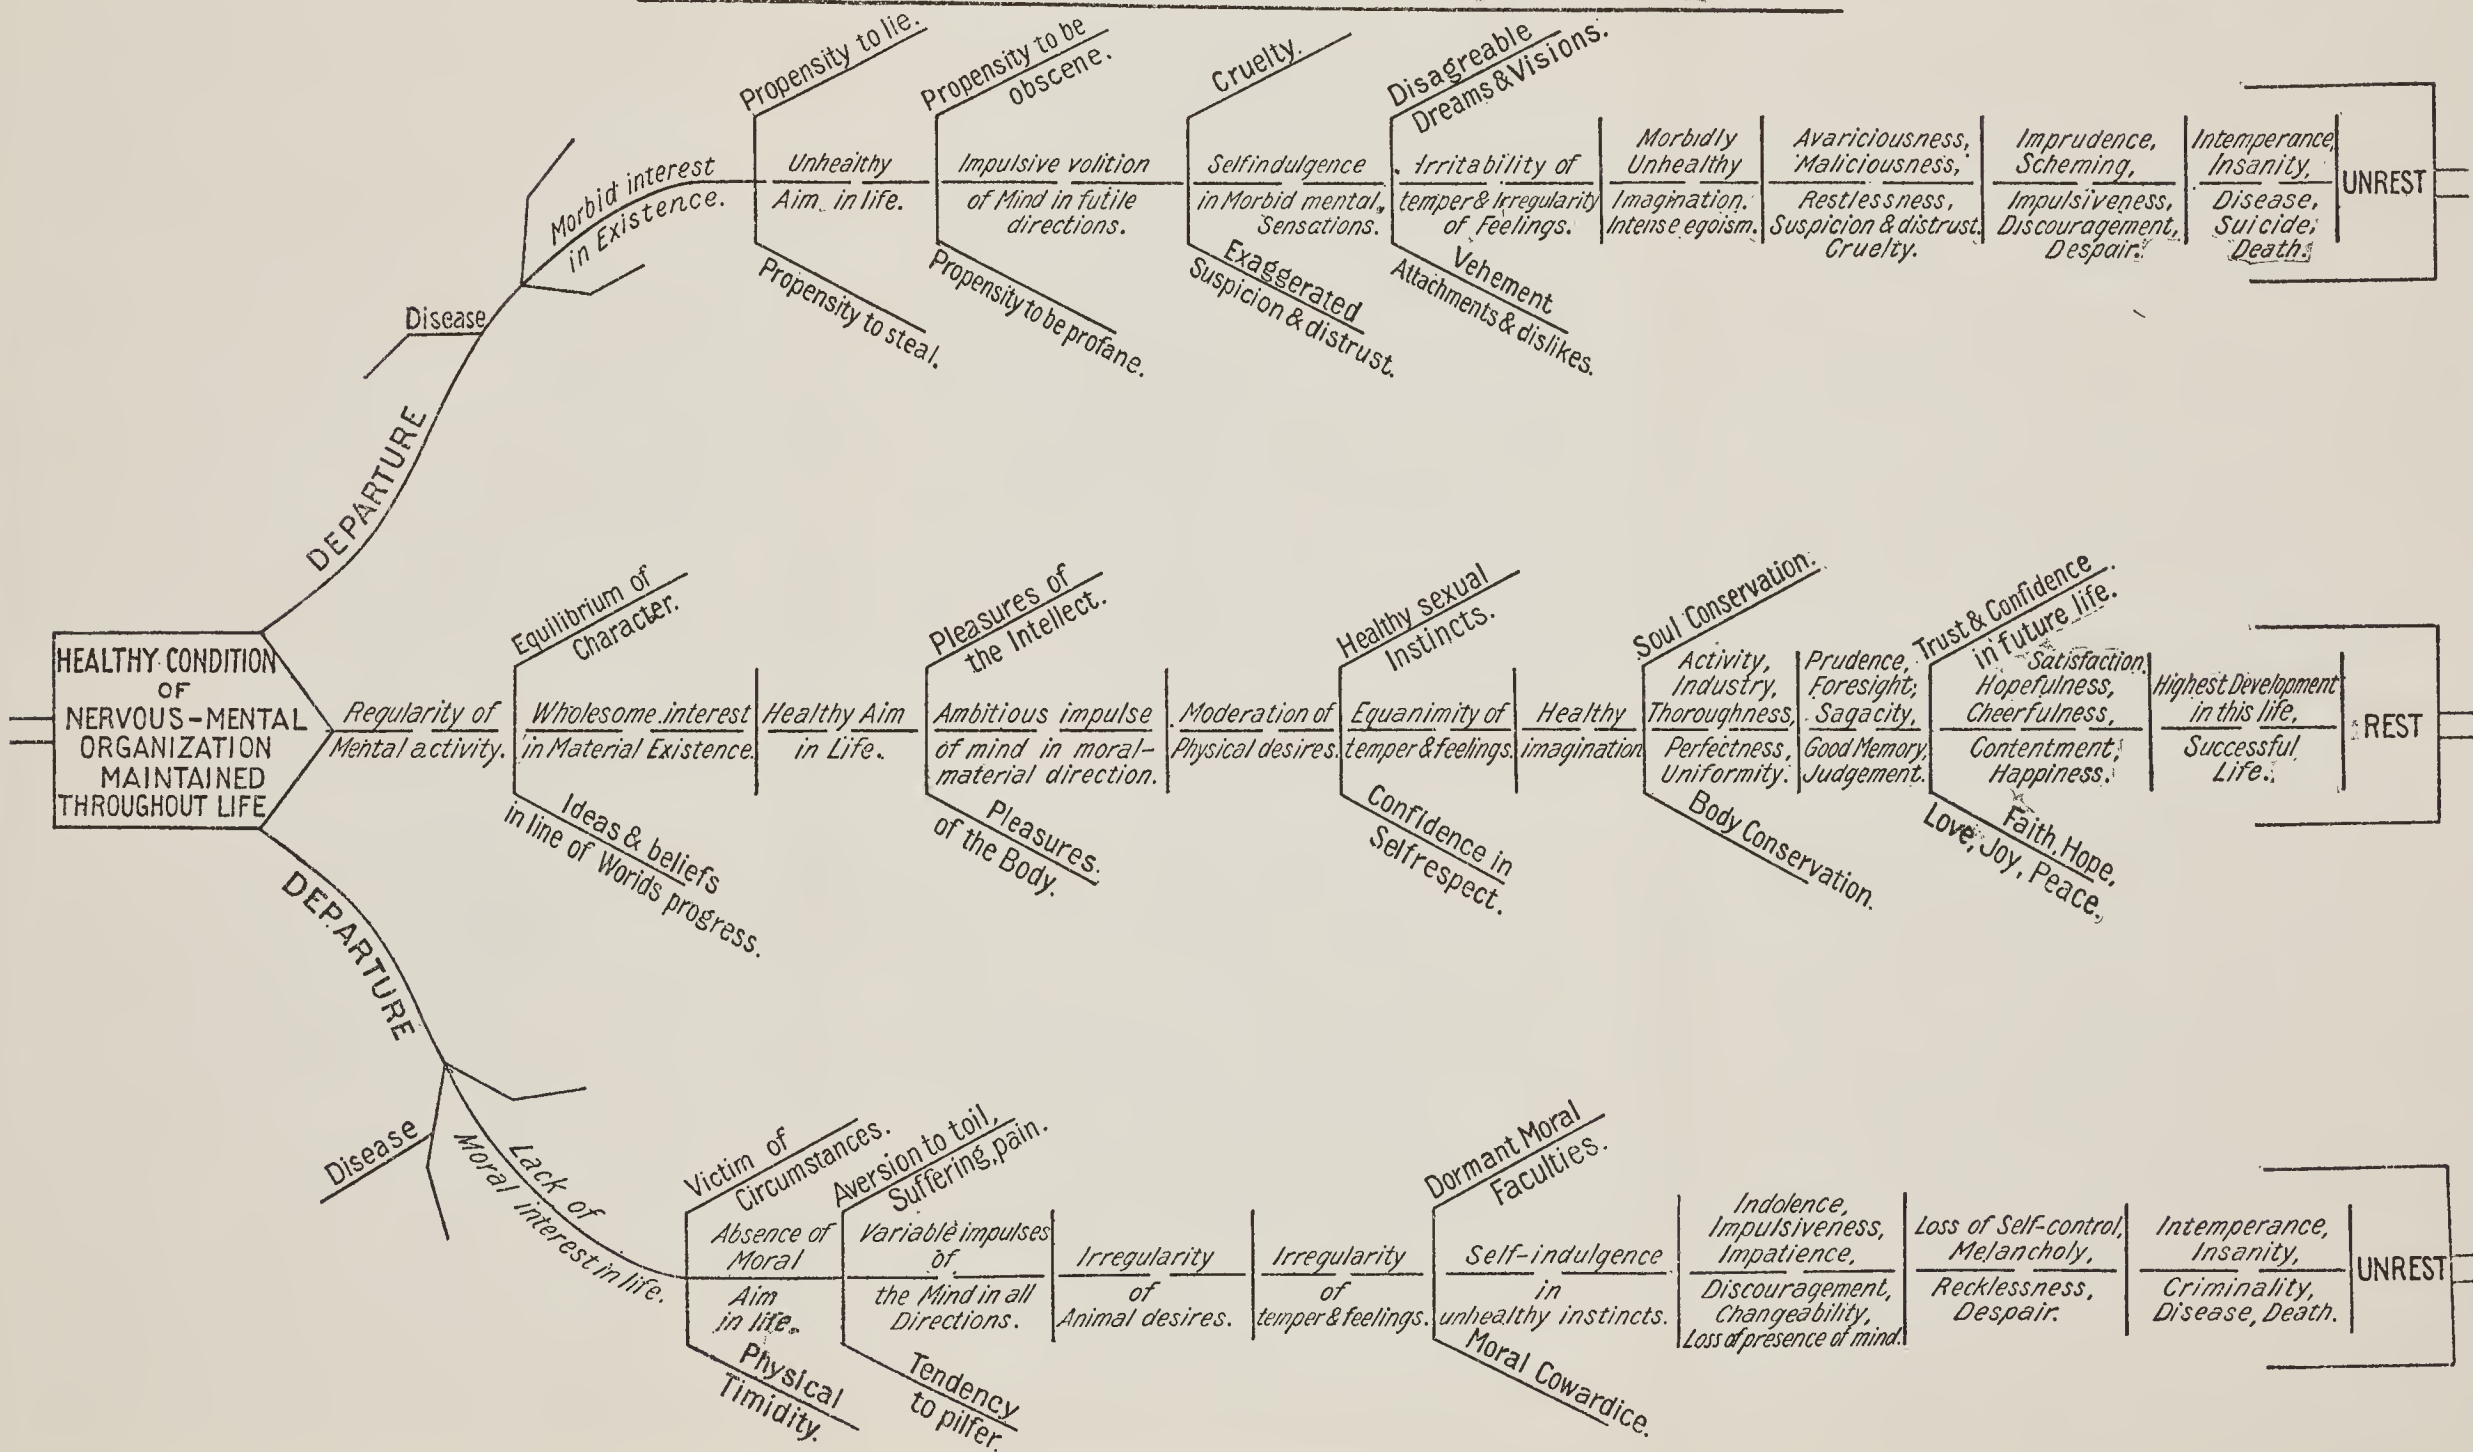 Propensity to lie.
Propensity to be
obscene.
Cruelty.
Disagreable
Dreams & Visions.
Morbid interest
in Existence.
Unhealthy
Aim in life.
Impulsive volition
of Mind in futile
directions.
Selfindulgence
in Morbid mental,
Sensations.
Irritability of
temper & Irregularity
of Feelings.
Morbidly
Unhealthy
Imagination.
Intense egoism.
Avariciousness,
Maliciousness,
Restlessness,
Suspicion & distrust.
Cruelty.
Imprudence,
Scheming,
Impulsiveness,
Discouragement,
Despair.
Intemperance,
Insanity,
Disease,
Suicide,
Death.
UNREST
Propensity to steal.
Propensity to be profane.
Exaggerated
Suspicion & distrust.
Vehement
Attachments & dislikes.
Disease
DEPARTURE
HEALTHY CONDITION
OF
NERVOUS-MENTAL
ORGANIZATION
MAINTAINED
THROUGHOUT LIFE
Equilibrium of
Character.
Pleasures of
the Intellect.
Healthy sexual
Instincts.
Soul Conservation.
Trust & Confidence
in future life.
Regularity of
Mental activity.
Wholesome interest
in Material Existence.
Healthy Aim
in Life.
Ambitious impulse
of mind in moral-
material direction.
Moderation of
Physical desires.
Equanimity of
temper & feelings.
Healthy
imagination
Activity,
Industry,
Thoroughness,
Perfectness,
Uniformity.
Prudence,
Foresight,
Sagacity,
Good Memory,
Judgement.
Satisfaction.
Hopefulness,
Cheerfulness,
Contentment,
Happiness.
Highest Development
in this life,
Successful
Life.
REST
Ideas & beliefs
in line of Worlds progress.
Pleasures.
of the Body.
Confidence in
Selfrespect.
Body Conservation.
Faith, Hope,
Love, Joy, Peace.
DEPARTURE
Disease
Lack of
Moral interest in life.
Victim of
Circumstances.
Aversion to toil,
Suffering, pain.
Dormant Moral
Faculties.
Absence of
Moral
Aim
in life.
Variable impulses
of
the Mind in all
Directions.
Irregularity
of
Animal desires.
Irregularity
of
temper & feelings.
Self-indulgence
in
unhealthy instincts.
Indolence,
Impulsiveness,
Impatience,
Discouragement,
Changeability,
Loss of presence of mind.
Loss of Self-control,
Melancholy,
Recklessness,
Despair.
Intemperance,
Insanity,
Criminality,
Disease, Death.
UNREST
Physical
Timidity.
Tendency
to pilfer.
Moral Cowardice.